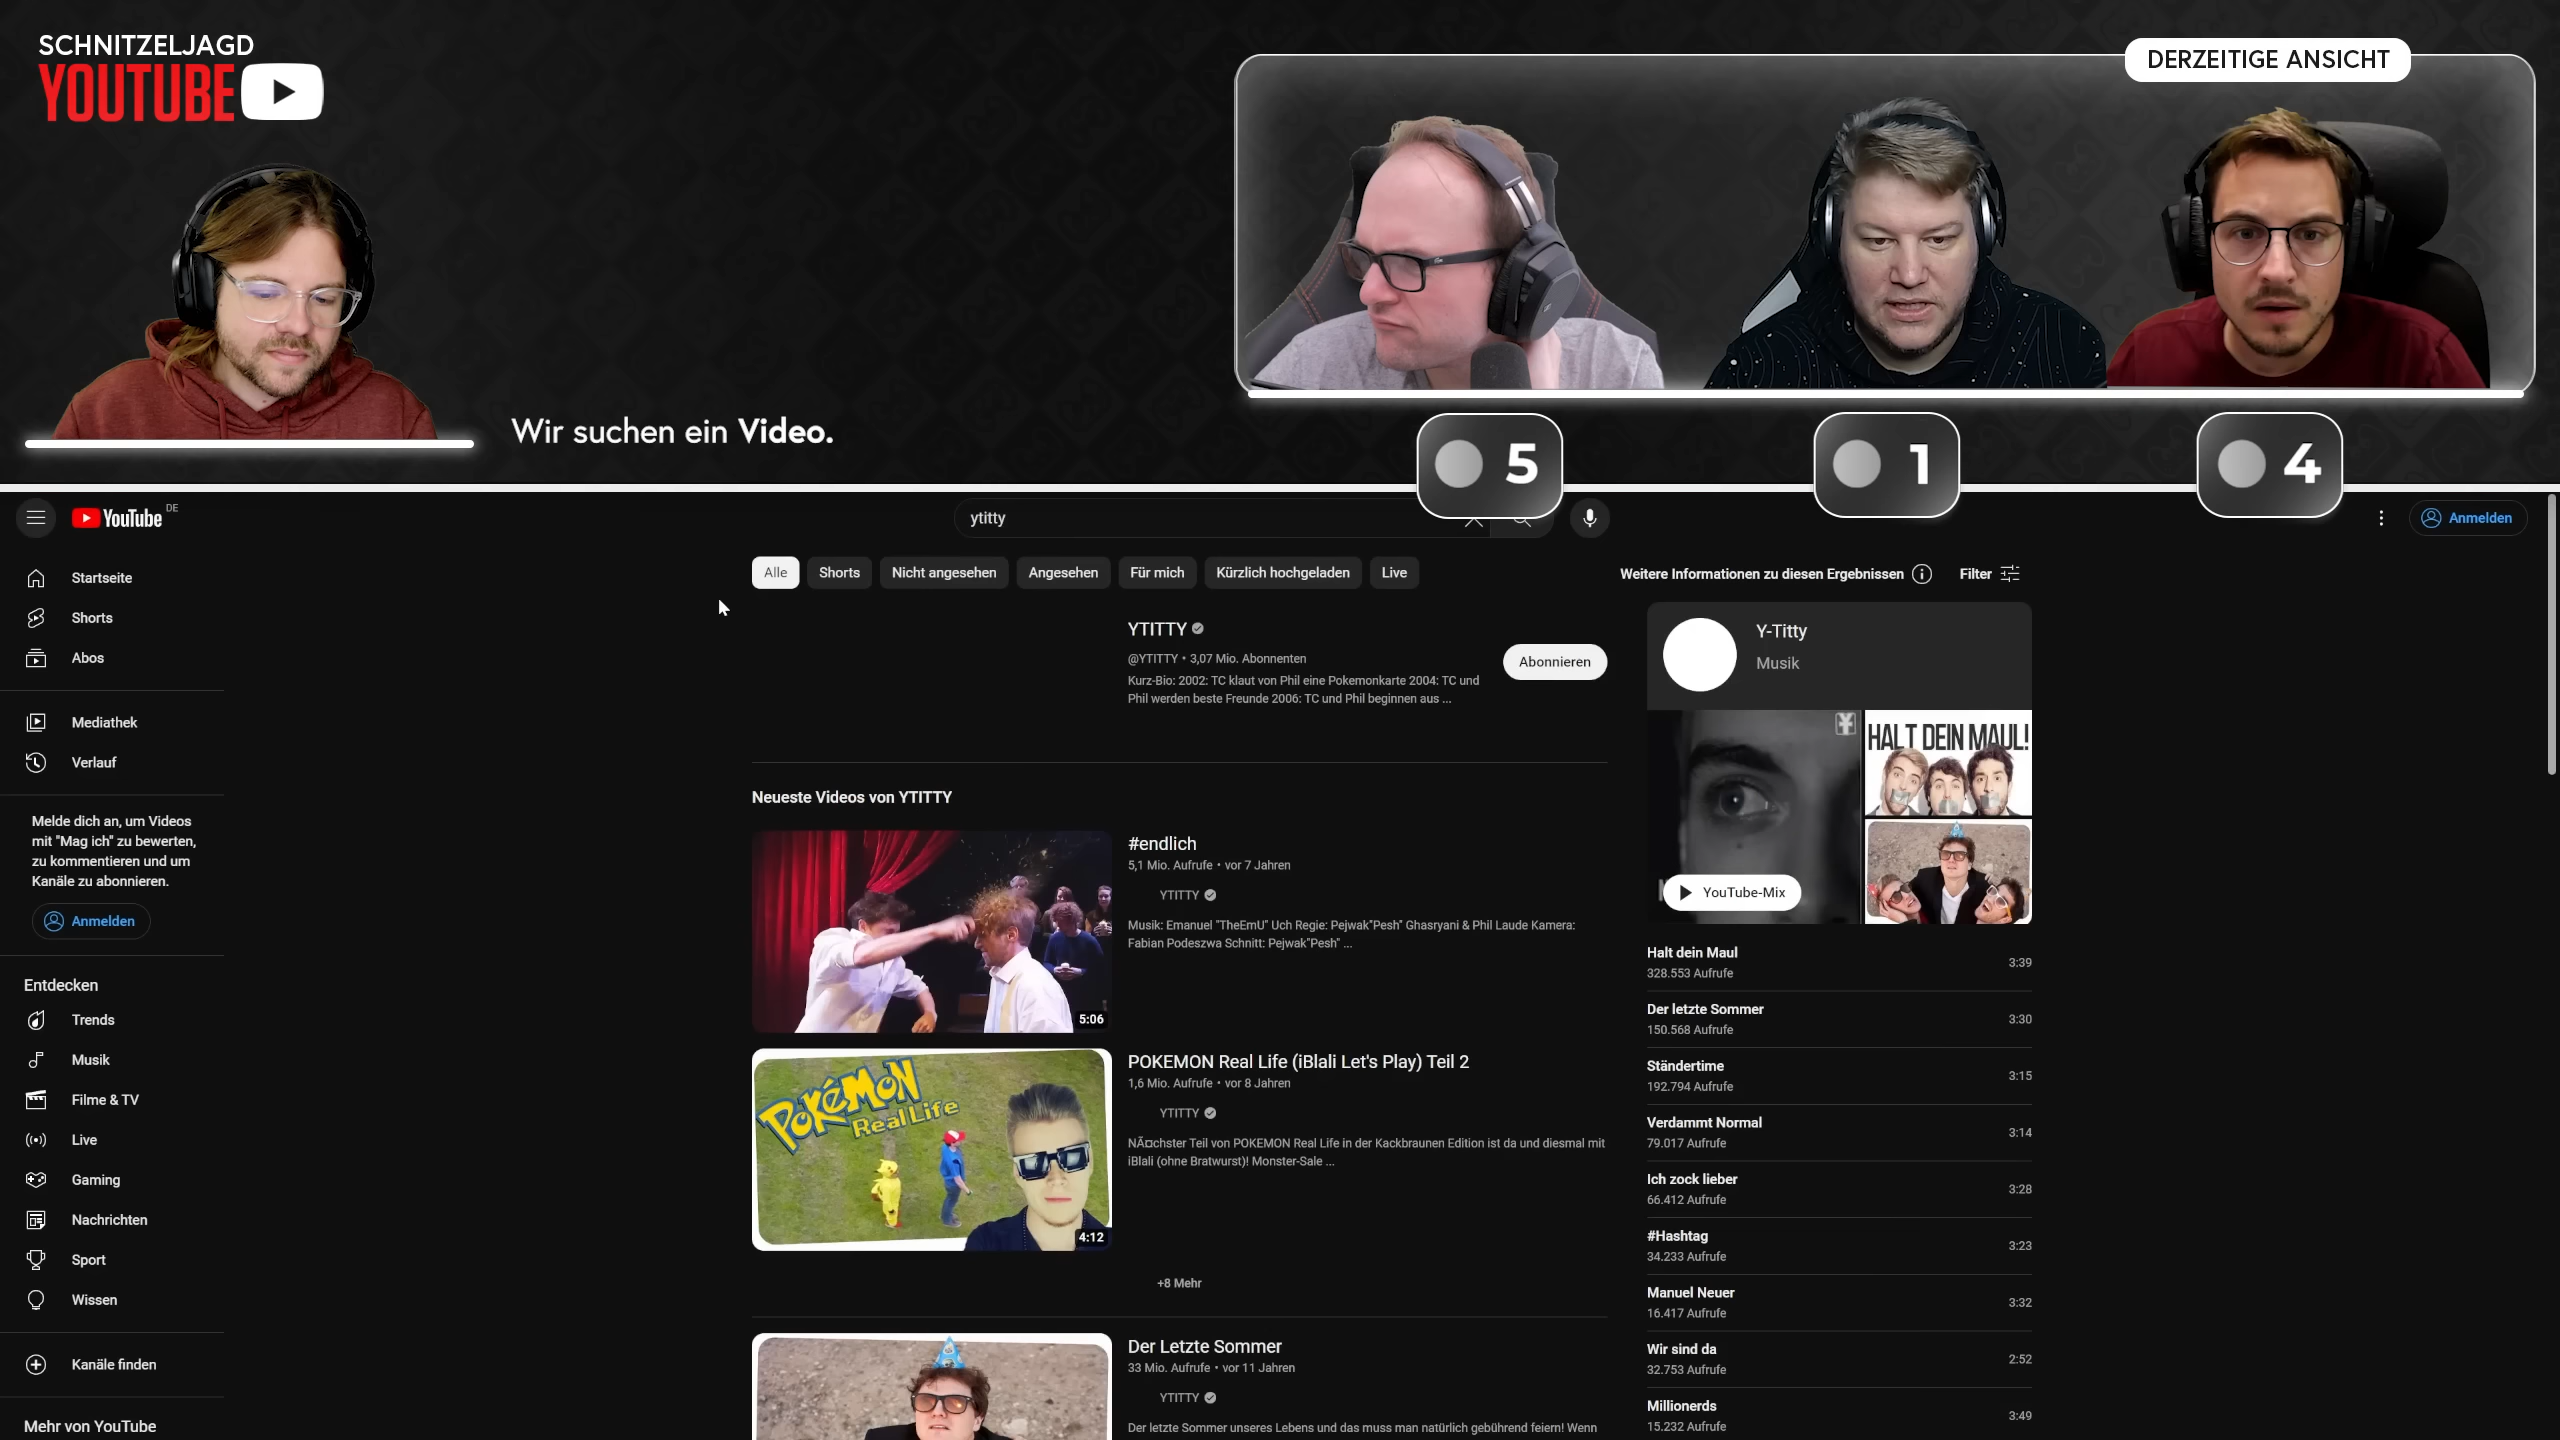 SCHNITZELJAGD
YOUTUBE
DERZEITIGE ANSICHT
Wir suchen ein Video.
5
1
4
YouTube DE
ytitty
Anmelden
Startseite
Shorts
Abos
Mediathek
Verlauf
Melde dich an, um Videos
mit "Mag ich" zu bewerten,
zu kommentieren und um
Kanäle zu abonnieren.
Anmelden
Entdecken
Trends
Musik
Filme & TV
Live
Gaming
Nachrichten
Sport
Wissen
Kanäle finden
Mehr von YouTube
Alle
Shorts
Nicht angesehen
Angesehen
Für mich
Kürzlich hochgeladen
Live
Weitere Informationen zu diesen Ergebnissen
Filter
YTITTY
@YTITTY • 3,07 Mio. Abonnenten
Kurz-Bio: 2002: TC klaut von Phil eine Pokemonkarte 2004: TC und
Phil werden beste Freunde 2006: TC und Phil beginnen aus ...
Abonnieren
Neueste Videos von YTITTY
5:06
#endlich
5,1 Mio. Aufrufe • vor 7 Jahren
YTITTY
Musik: Emanuel "TheEmU" Uch Regie: Pejwak"Pesh" Ghasryani & Phil Laude Kamera:
Fabian Podeszwa Schnitt: Pejwak"Pesh" ...
POKÉMON
Real Life
4:12
POKEMON Real Life (iBlali Let's Play) Teil 2
1,6 Mio. Aufrufe • vor 8 Jahren
YTITTY
NÃ¤chster Teil von POKEMON Real Life in der Kackbraunen Edition ist da und diesmal mit
iBlali (ohne Bratwurst)! Monster-Sale ...
+8 Mehr
Der Letzte Sommer
33 Mio. Aufrufe • vor 11 Jahren
YTITTY
Der letzte Sommer unseres Lebens und das muss man natürlich gebührend feiern! Wenn
Y-Titty
Musik
HALT DEIN MAUL!
YouTube-Mix
Halt dein Maul
328.553 Aufrufe
3:39
Der letzte Sommer
150.568 Aufrufe
3:30
Ständertime
192.794 Aufrufe
3:15
Verdammt Normal
79.017 Aufrufe
3:14
Ich zock lieber
66.412 Aufrufe
3:28
#Hashtag
34.233 Aufrufe
3:23
Manuel Neuer
16.417 Aufrufe
3:32
Wir sind da
32.753 Aufrufe
2:52
Millionerds
15.232 Aufrufe
3:49